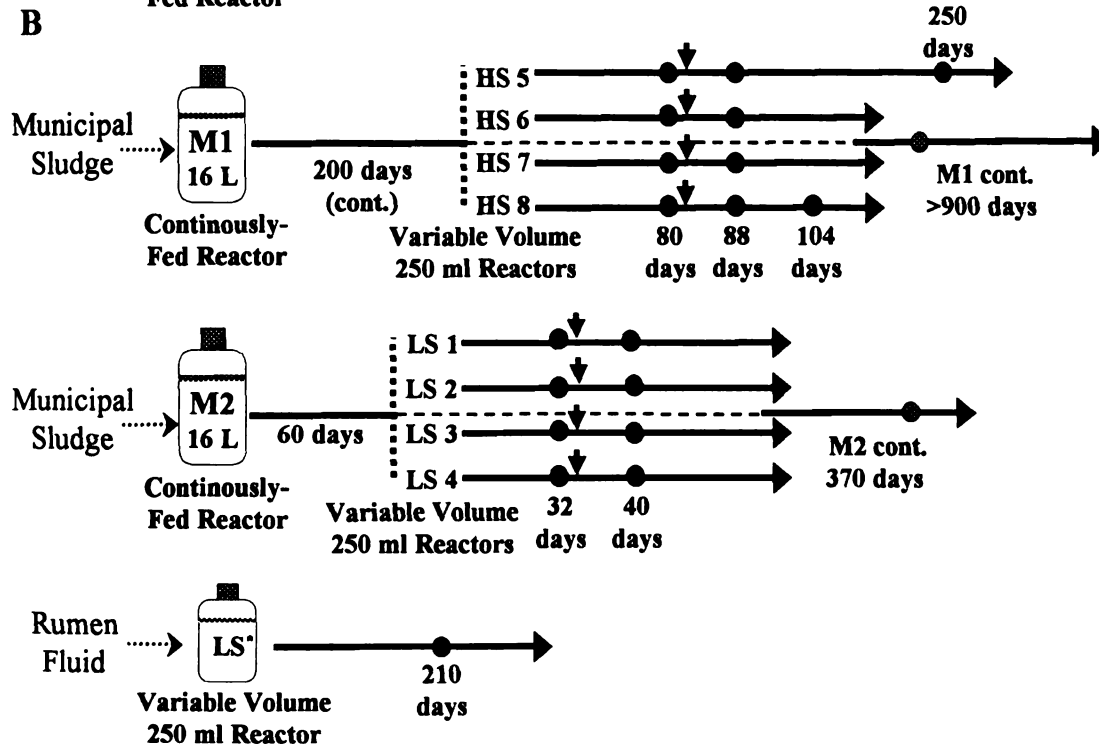 Fed Reactor
B
Municipal
Sludge
M1
16 L
Continously-
Fed Reactor
200 days
(cont.)
HS 5
HS 6
HS 7
HS 8
250
days
Variable Volume
250 ml Reactors
80
days
88
days
104
days
M1 cont.
>900 days
Municipal
Sludge
M2
16 L
Continously-
Fed Reactor
60 days
LS 1
LS 2
LS 3
LS 4
Variable Volume
250 ml Reactors
32
days
40
days
M2 cont.
370 days
Rumen
Fluid
LS*
Variable Volume
250 ml Reactor
210
days